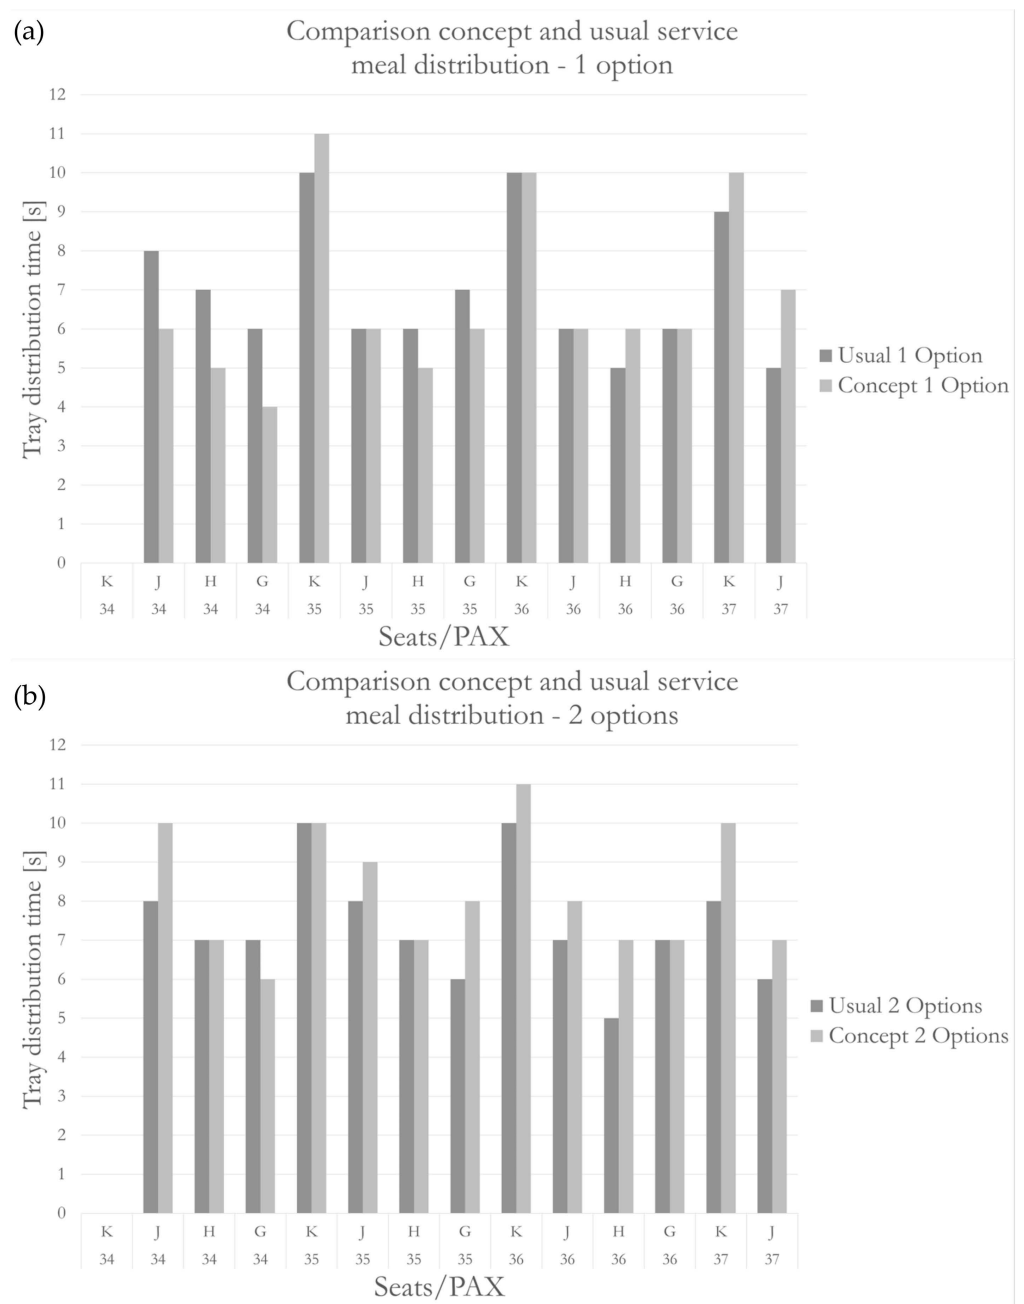 (a)
Comparison concept and usual service
meal distribution - 1 option
12
11
10
9
8
7
6
5
4
3
2
1
0
Tray distribution time [s]
K J H G K J H G K J H G K J
34 34 34 34 35 35 35 35 36 36 36 36 37 37
Seats/PAX
Usual 1 Option
Concept 1 Option
(b)
Comparison concept and usual service
meal distribution - 2 options
12
11
10
9
8
7
6
5
4
3
2
1
0
Tray distribution time [s]
K J H G K J H G K J H G K J
34 34 34 34 35 35 35 35 36 36 36 36 37 37
Seats/PAX
Usual 2 Options
Concept 2 Options